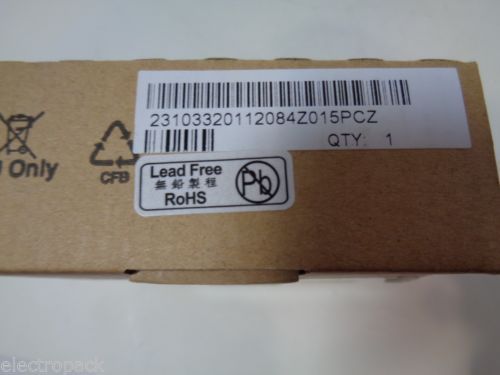 23103320112084Z015PCZ
QTY: 1
Only
CFB
Lead Free
無鉛製程
RoHS
Pb
electropack